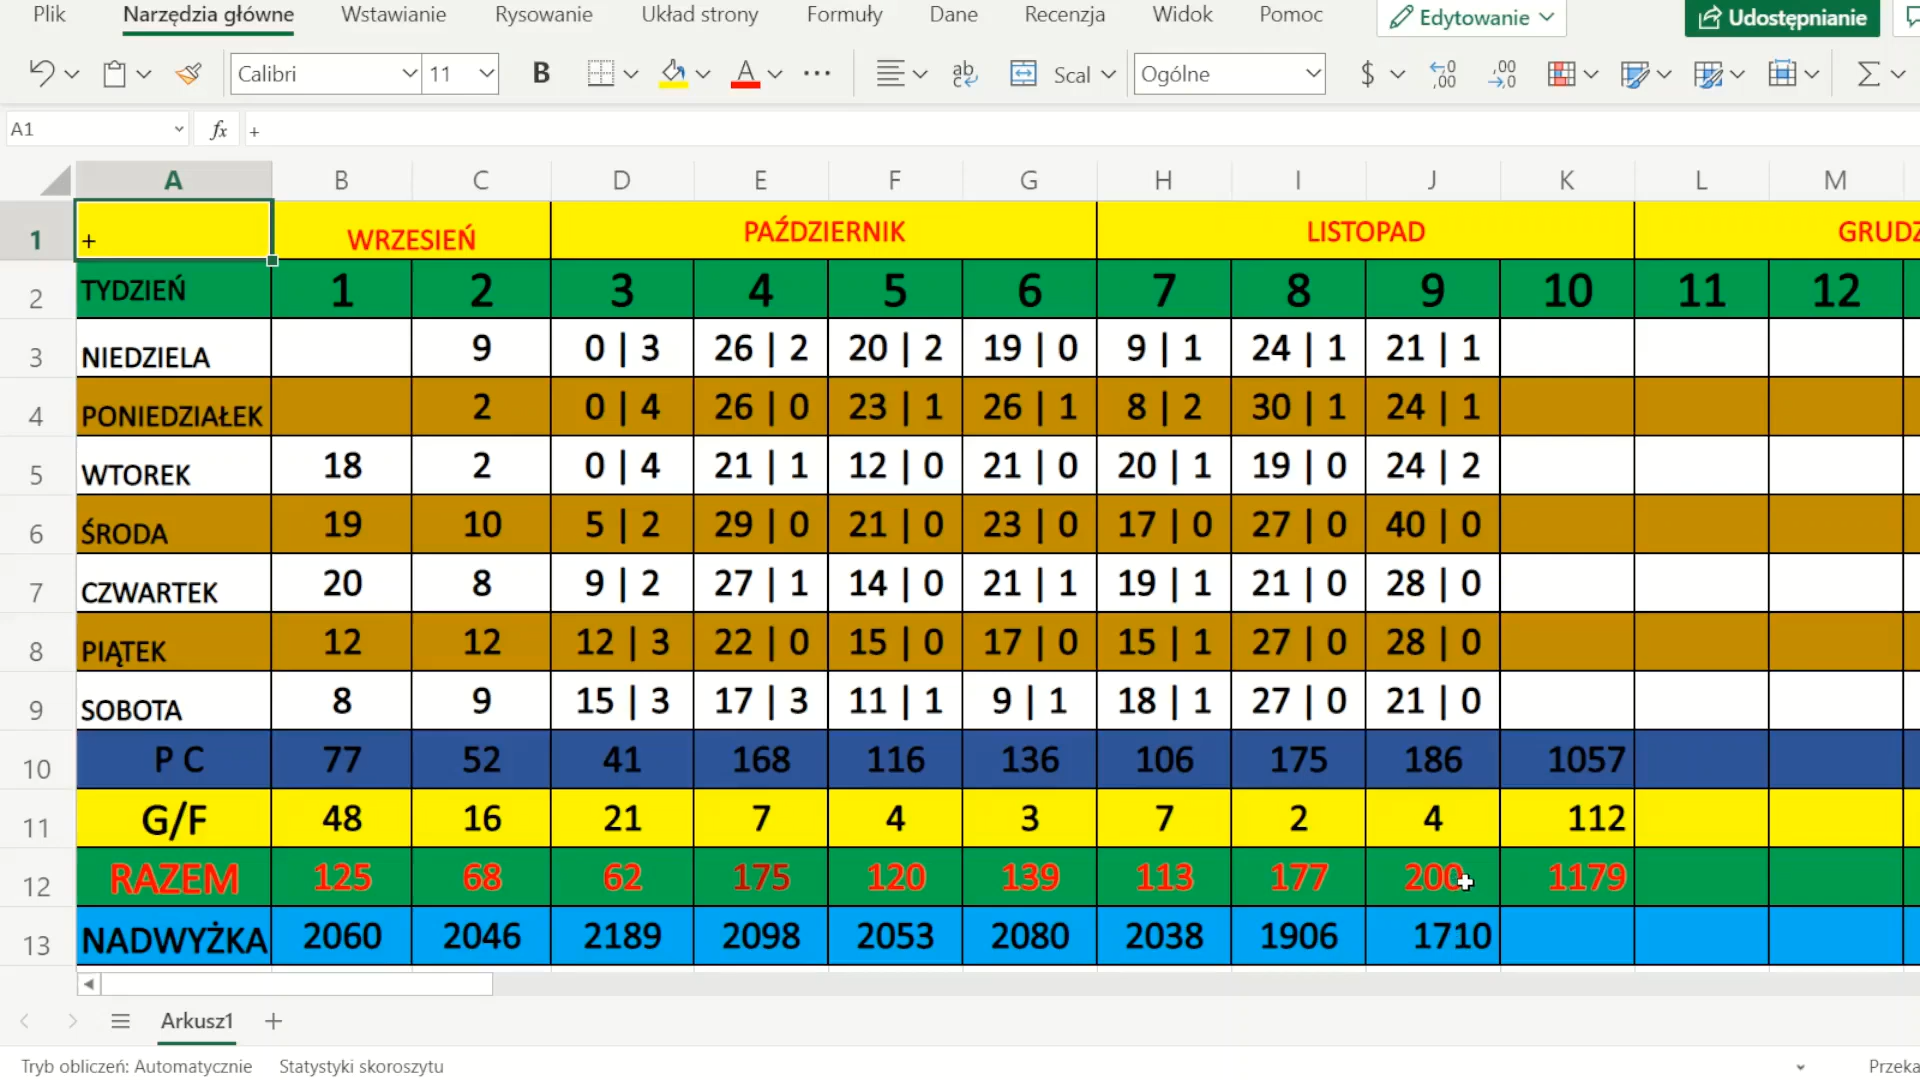 Plik Narzędzia główne Wstawianie Rysowanie Układ strony Formuły Dane Recenzja Widok Pomoc Edytowanie Udostępnianie
Calibri 11 B A ... ab Scal Ogólne $
A1 fx +
A B C D E F G H I J K L M
1 + WRZESIEŃ PAŹDZIERNIK LISTOPAD GRUDZ
2 TYDZIEŃ 1 2 3 4 5 6 7 8 9 10 11 12
3 NIEDZIELA 9 0 | 3 26 | 2 20 | 2 19 | 0 9 | 1 24 | 1 21 | 1
4 PONIEDZIAŁEK 2 0 | 4 26 | 0 23 | 1 26 | 1 8 | 2 30 | 1 24 | 1
5 WTOREK 18 2 0 | 4 21 | 1 12 | 0 21 | 0 20 | 1 19 | 0 24 | 2
6 ŚRODA 19 10 5 | 2 29 | 0 21 | 0 23 | 0 17 | 0 27 | 0 40 | 0
7 CZWARTEK 20 8 9 | 2 27 | 1 14 | 0 21 | 1 19 | 1 21 | 0 28 | 0
8 PIĄTEK 12 12 12 | 3 22 | 0 15 | 0 17 | 0 15 | 1 27 | 0 28 | 0
9 SOBOTA 8 9 15 | 3 17 | 3 11 | 1 9 | 1 18 | 1 27 | 0 21 | 0
10 P C 77 52 41 168 116 136 106 175 186 1057
11 G/F 48 16 21 7 4 3 7 2 4 112
12 RAZEM 125 68 62 175 120 139 113 177 200 1179
13 NADWYŻKA 2060 2046 2189 2098 2053 2080 2038 1906 1710
Arkusz1
Tryb obliczeń: Automatycznie Statystyki skoroszytu Przeka